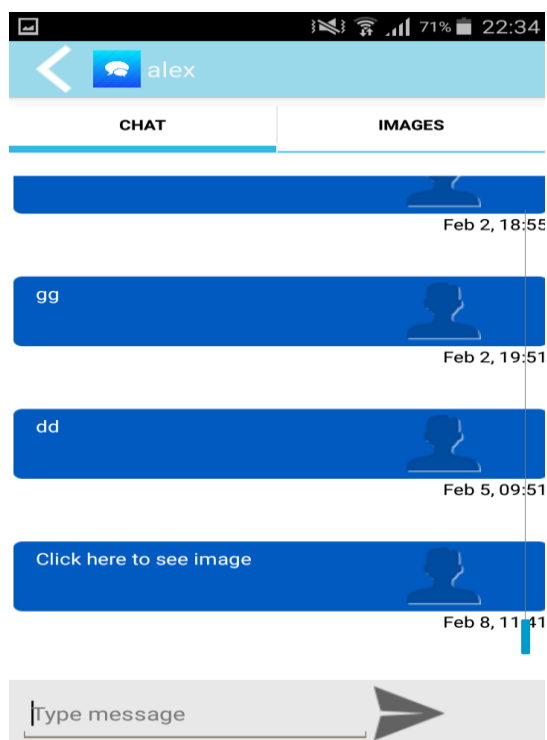 71% 22:34
alex
CHAT IMAGES
Feb 2, 18:55
gg
Feb 2, 19:51
dd
Feb 5, 09:51
Click here to see image
Feb 8, 11:41
Type message